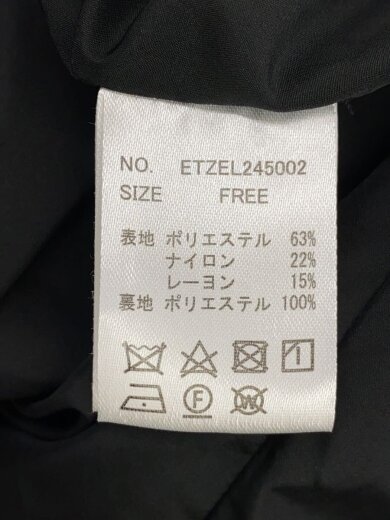 NO. ETZEL245002
SIZE FREE
表地 ポリエステル 63%
ナイロン 22%
レーヨン 15%
裏地 ポリエステル 100%
F W